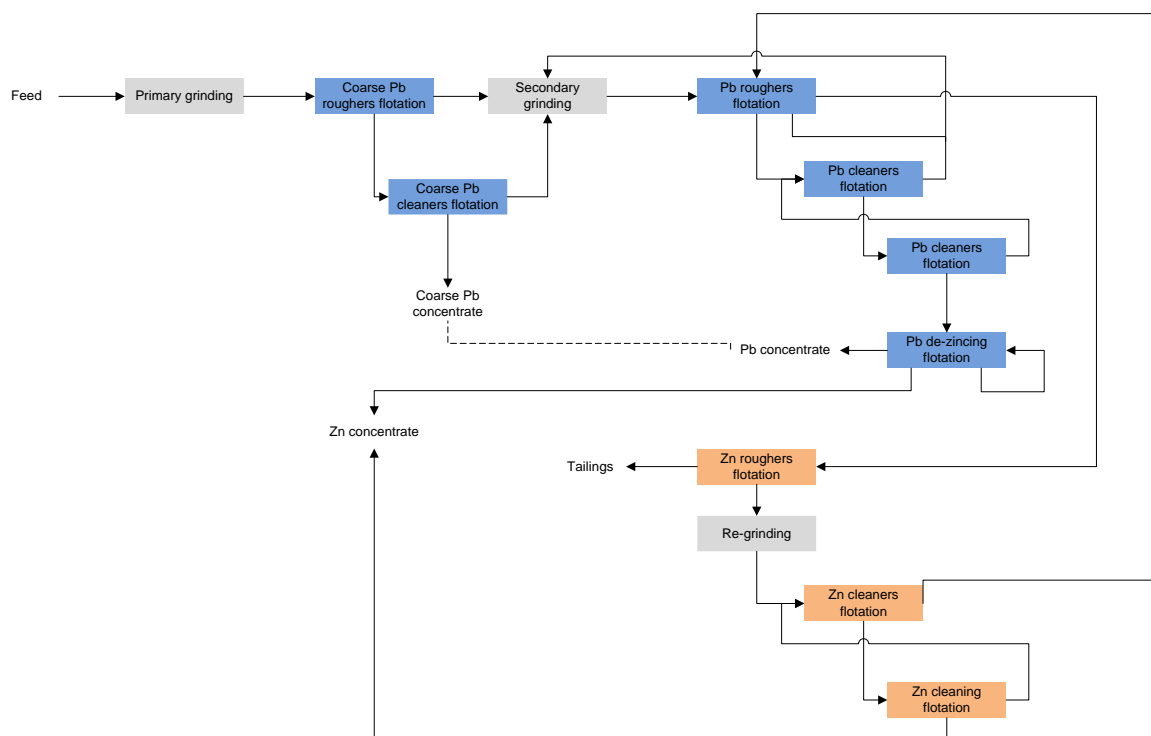 Feed
Primary grinding
Coarse Pb
roughers flotation
Secondary
grinding
Pb roughers
flotation
Coarse Pb
cleaners flotation
Pb cleaners
flotation
Pb cleaners
flotation
Coarse Pb
concentrate
Pb concentrate
Pb de-zincing
flotation
Zn concentrate
Tailings
Zn roughers
flotation
Re-grinding
Zn cleaners
flotation
Zn cleaning
flotation